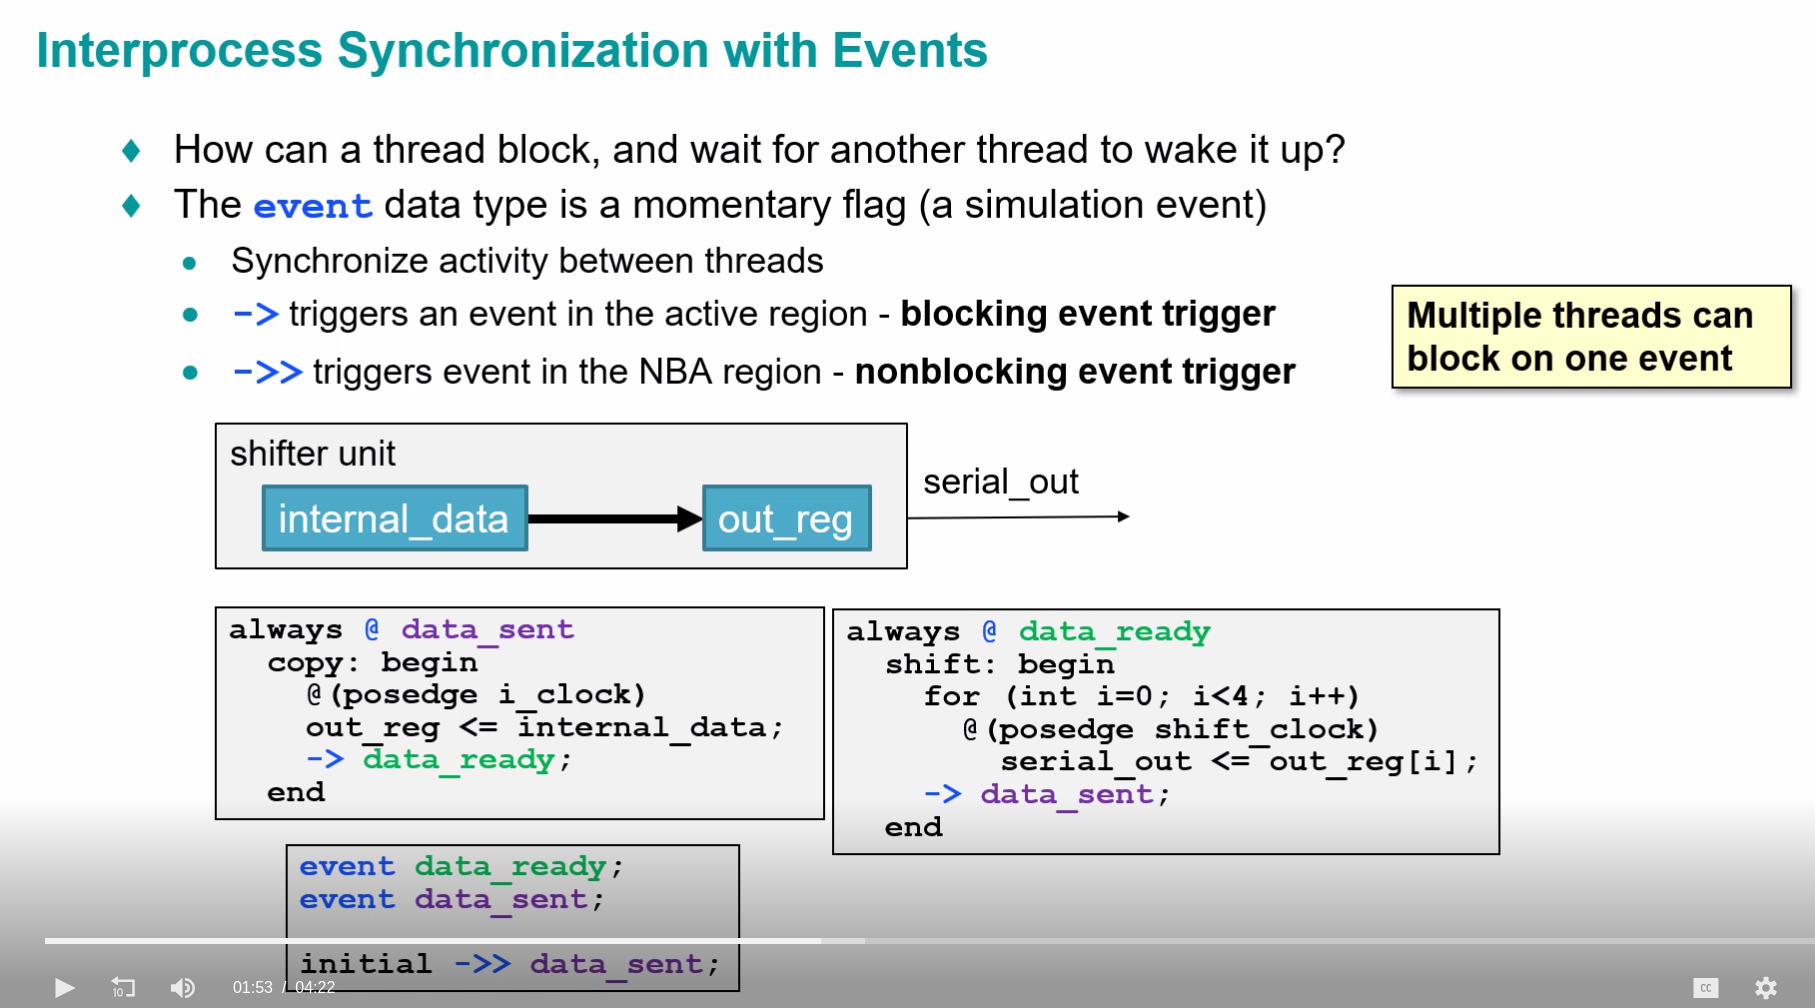 Interprocess Synchronization with Events
How can a thread block, and wait for another thread to wake it up?
The event data type is a momentary flag (a simulation event)
Synchronize activity between threads
-> triggers an event in the active region - blocking event trigger
->> triggers event in the NBA region - nonblocking event trigger
Multiple threads can
block on one event
shifter unit
internal_data
out_reg
serial_out
always @ data_sent
copy: begin
@(posedge i_clock)
out_reg <= internal_data;
-> data_ready;
end
always @ data_ready
shift: begin
for (int i=0; i<4; i++)
@(posedge shift_clock)
serial_out <= out_reg[i];
-> data_sent;
end
event data_ready;
event data_sent;
initial ->> data_sent;
10
01:53 / 04:22
CC